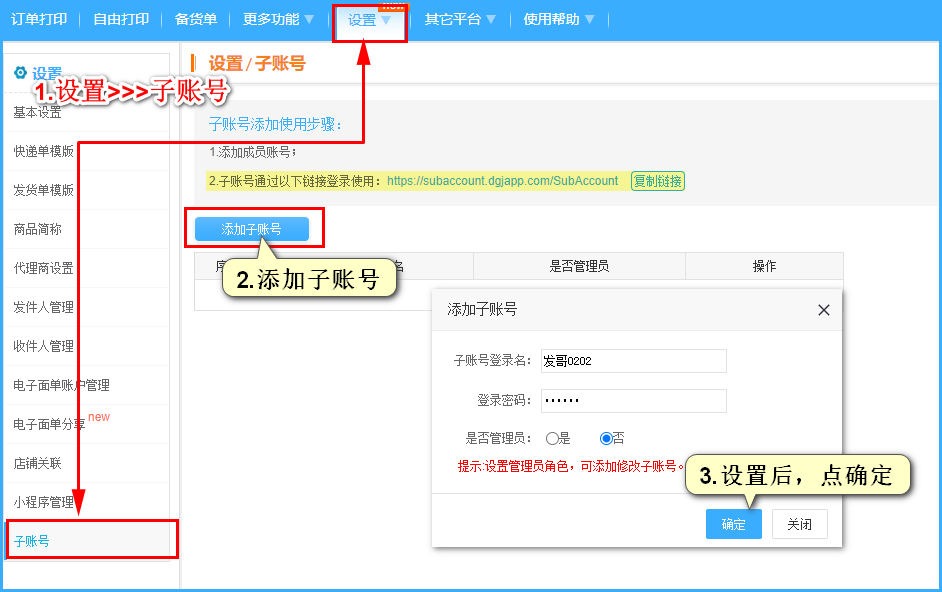 订单打印
自由打印
备货单
更多功能
设置
new
其它平台
使用帮助
设置
1.设置>>>子账号
基本设置
快递单模版
发货单模版
商品简称
代理商设置
发件人管理
收件人管理
电子面单账户管理
电子面单分享 new
店铺关联
小程序管理
子账号
设置 / 子账号
子账号添加使用步骤：
1.添加成员账号；
2.子账号通过以下链接登录使用：https://subaccount.dgjapp.com/SubAccount 复制链接
添加子账号
2.添加子账号
名
是否管理员
操作
添加子账号
子账号登录名： 发哥0202
登录密码： ••••••
是否管理员： 是 否
提示:设置管理员角色，可添加修改子账号。
3.设置后，点确定
确定
关闭